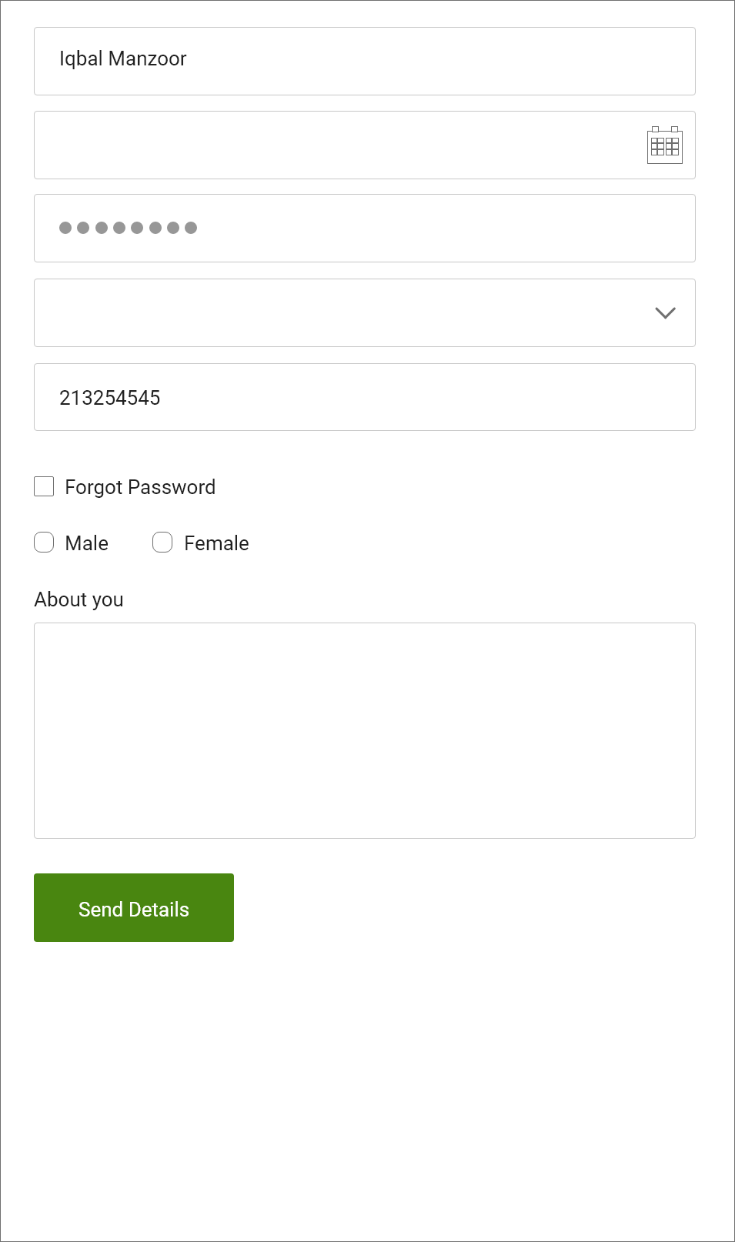 Iqbal Manzoor
213254545
Forgot Password
Male Female
About you
Send Details